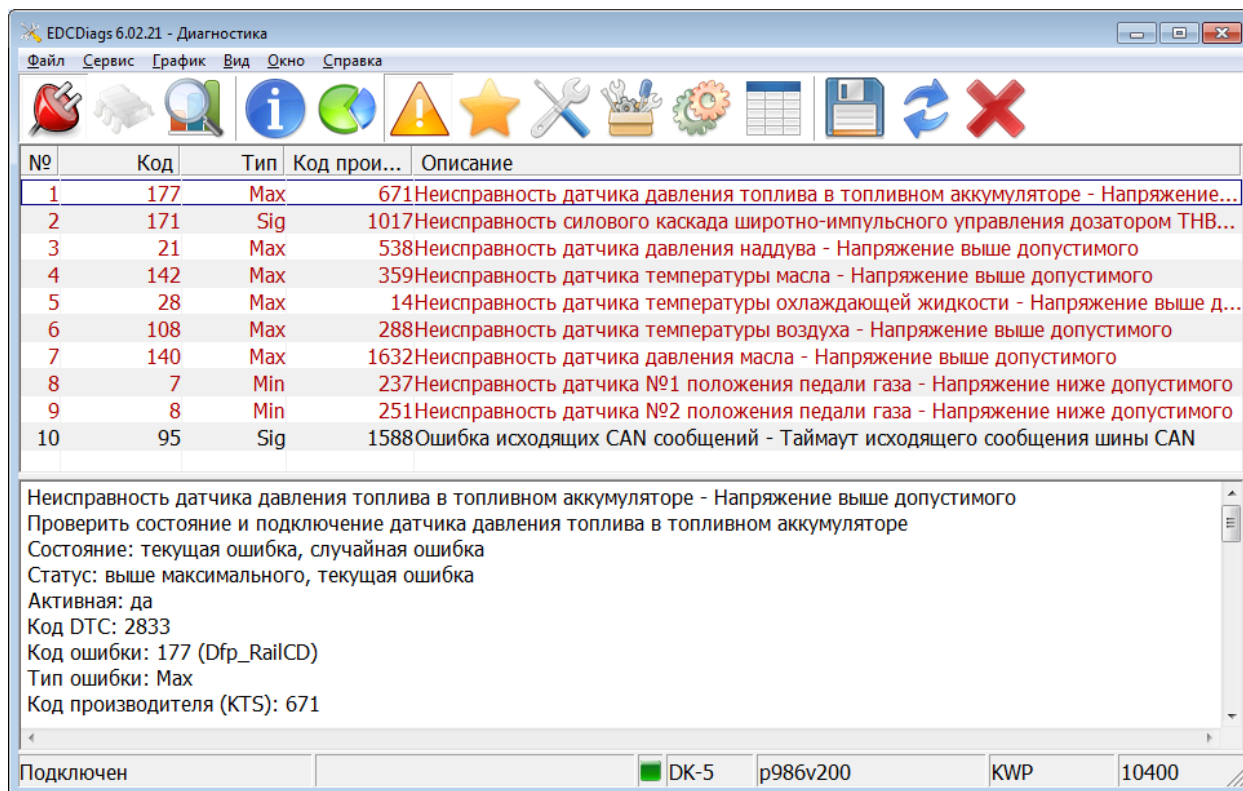 EDCDiags 6.02.21 - Диагностика
Файл Сервис График Вид Окно Справка
№ Код Тип Код прои... Описание
1 177 Max 671 Неисправность датчика давления топлива в топливном аккумуляторе - Напряжение...
2 171 Sig 1017 Неисправность силового каскада широтно-импульсного управления дозатором ТНВ...
3 21 Max 538 Неисправность датчика давления наддува - Напряжение выше допустимого
4 142 Max 359 Неисправность датчика температуры масла - Напряжение выше допустимого
5 28 Max 14 Неисправность датчика температуры охлаждающей жидкости - Напряжение выше д...
6 108 Max 288 Неисправность датчика температуры воздуха - Напряжение выше допустимого
7 140 Max 1632 Неисправность датчика давления масла - Напряжение выше допустимого
8 7 Min 237 Неисправность датчика №1 положения педали газа - Напряжение ниже допустимого
9 8 Min 251 Неисправность датчика №2 положения педали газа - Напряжение ниже допустимого
10 95 Sig 1588 Ошибка исходящих CAN сообщений - Таймаут исходящего сообщения шины CAN
Неисправность датчика давления топлива в топливном аккумуляторе - Напряжение выше допустимого
Проверить состояние и подключение датчика давления топлива в топливном аккумуляторе
Состояние: текущая ошибка, случайная ошибка
Статус: выше максимального, текущая ошибка
Активная: да
Код DTC: 2833
Код ошибки: 177 (Dfp_RailCD)
Тип ошибки: Max
Код производителя (KTS): 671
Подключен DK-5 p986v200 KWP 10400